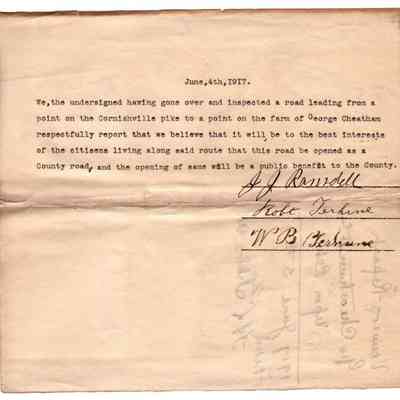 June,4th,1917.
We,the undersigned having gone over and inspected a road leading from a
point on the Cornishville pike to a point on the farm of George Cheatham
respectfully report that we believe that it will be to the best interests
of the citizens living along said route that this road be opened as a
County road, and the opening of same will be a public benefit to the County.
J J Ransdell
Robt Terhune
W B Terhune